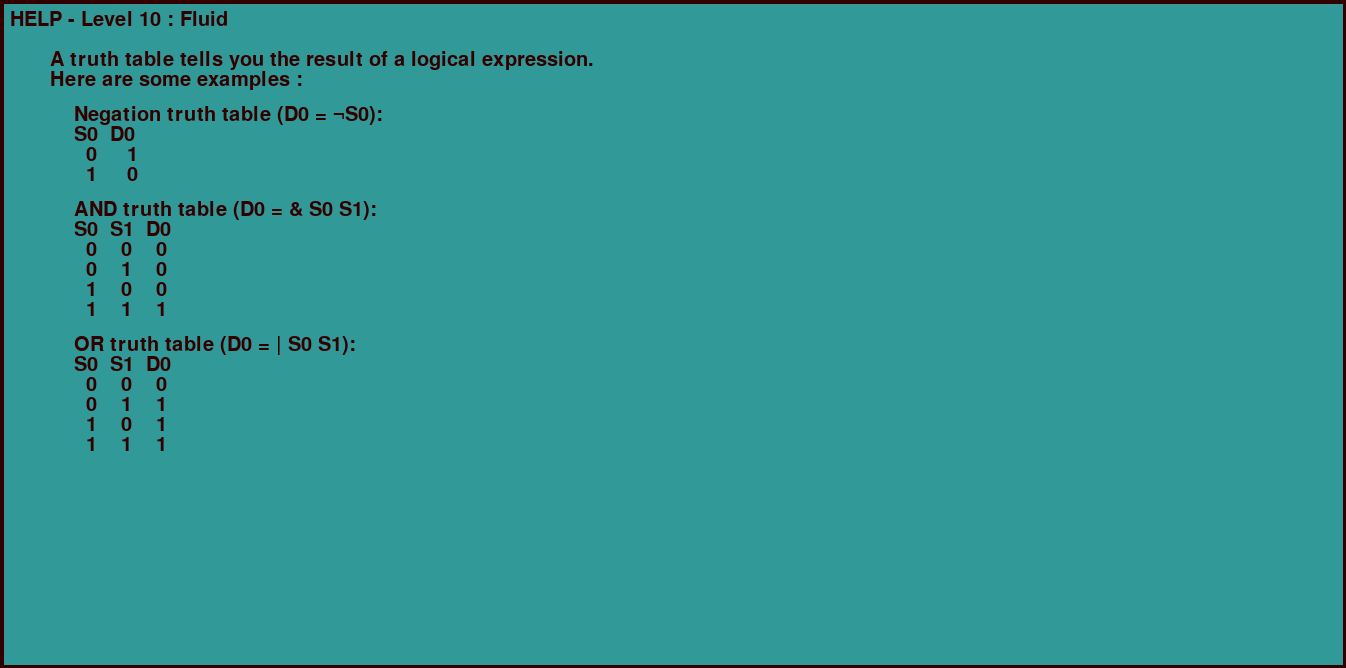 HELP - Level 10 : Fluid
A truth table tells you the result of a logical expression.
Here are some examples :
Negation truth table (D0 = ¬S0):
S0 D0
0 1
1 0
AND truth table (D0 = & S0 S1):
S0 S1 D0
0 0 0
0 1 0
1 0 0
1 1 1
OR truth table (D0 = | S0 S1):
S0 S1 D0
0 0 0
0 1 1
1 0 1
1 1 1